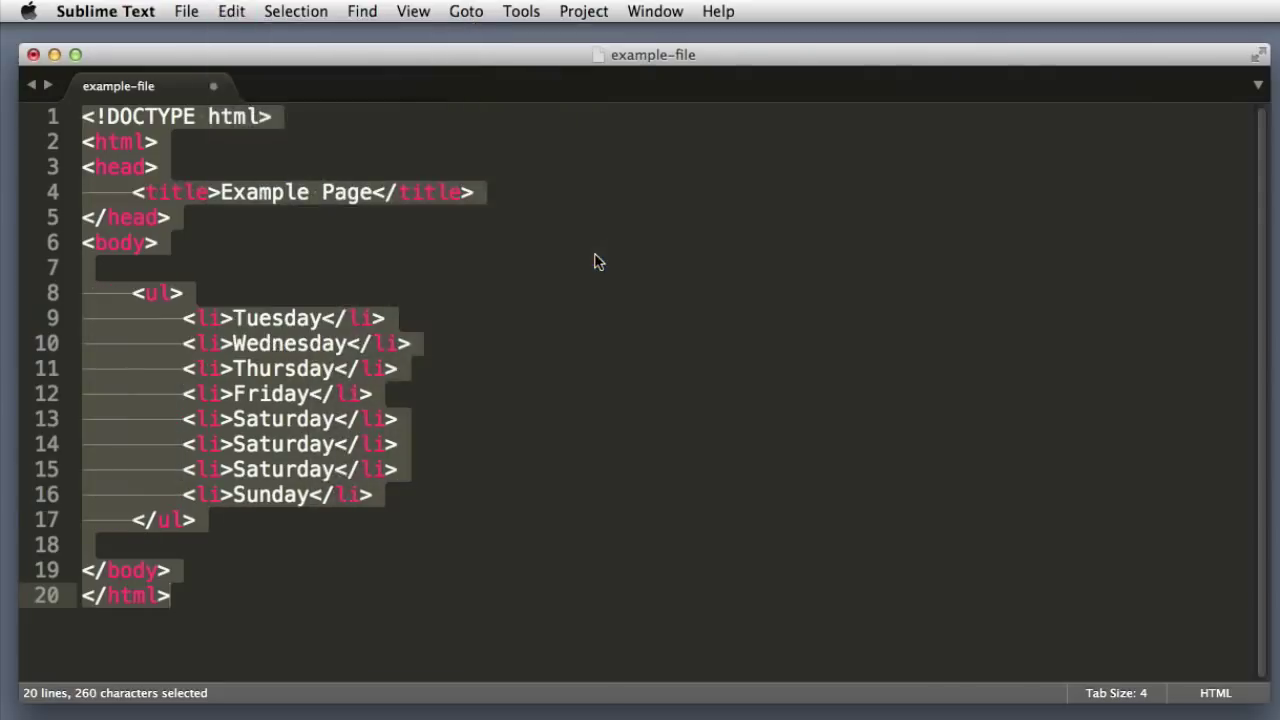 Sublime Text File Edit Selection Find View Goto Tools Project Window Help
example-file
example-file
1 <!DOCTYPE html>
2 <html>
3 <head>
4 <title>Example Page</title>
5 </head>
6 <body>
7
8 <ul>
9 <li>Tuesday</li>
10 <li>Wednesday</li>
11 <li>Thursday</li>
12 <li>Friday</li>
13 <li>Saturday</li>
14 <li>Saturday</li>
15 <li>Saturday</li>
16 <li>Sunday</li>
17 </ul>
18
19 </body>
20 </html>
20 lines, 260 characters selected Tab Size: 4 HTML